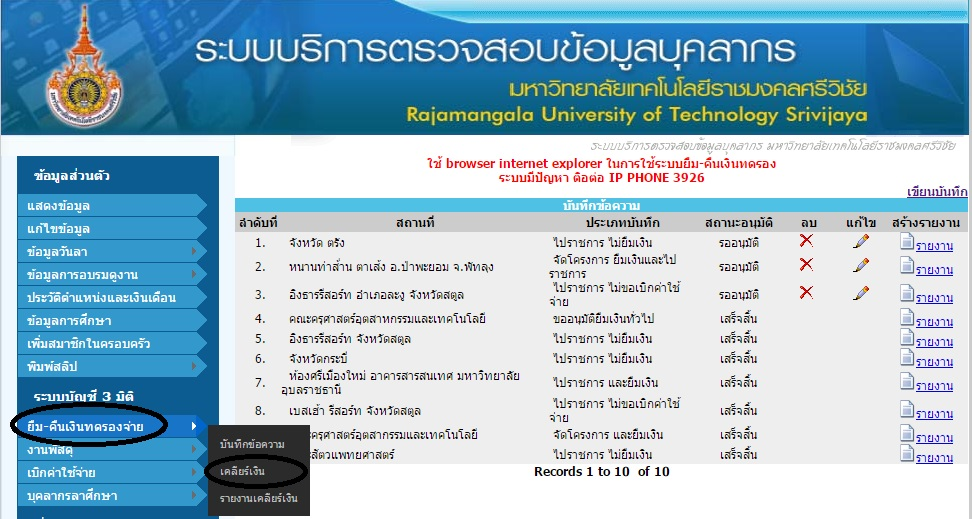 ระบบบริการตรวจสอบข้อมูลบุคลากร
มหาวิทยาลัยเทคโนโลยีราชมงคลศรีวิชัย
Rajamangala University of Technology Srivijaya
ระบบบริการตรวจสอบข้อมูลบุคลากร มหาวิทยาลัยเทคโนโลยีราชมงคลศรีวิชัย
ใช้ browser internet explorer ในการใช้ระบบยืม-คืนเงินทดรอง
ระบบมีปัญหา ติดต่อ IP PHONE 3926
เขียนบันทึก
ข้อมูลส่วนตัว
แสดงข้อมูล
แก้ไขข้อมูล
ข้อมูลวันลา
ข้อมูลการอบรมดูงาน
ประวัติตำแหน่งและเงินเดือน
ข้อมูลการศึกษา
เพิ่มสมาชิกในครอบครัว
พิมพ์สลิป
ระบบบัญชี 3 มิติ
ยืม-คืนเงินทดรองจ่าย
งานพัสดุ
เบิกค่าใช้จ่าย
บุคลากรลาศึกษา
บันทึกข้อความ
เคลียร์เงิน
รายงานเคลียร์เงิน
บันทึกข้อความ
ลำดับที่ สถานที่ ประเภทบันทึก สถานะอนุมัติ ลบ แก้ไข สร้างรายงาน
1. จังหวัด ตรัง ไปราชการ ไม่ยืมเงิน รออนุมัติ รายงาน
2. หนานท่าส้าน ตาเส้ง อ.ป่าพะยอม จ.พัทลุง จัดโครงการ ยืมเงินและไป
ราชการ รออนุมัติ รายงาน
3. อิงธารรีสอร์ท อำเภอละงู จังหวัดสตูล ไปราชการ ไม่ขอเบิกค่าใช้
จ่าย รออนุมัติ รายงาน
4. คณะครุศาสตร์อุตสาหกรรมและเทคโนโลยี ขออนุมัติยืมเงินทั่วไป เสร็จสิ้น รายงาน
5. อิงธารรีสอร์ท จังหวัดสตูล ไปราชการ ไม่ยืมเงิน เสร็จสิ้น รายงาน
6. จังหวัดกระบี่ ไปราชการ ไม่ยืมเงิน เสร็จสิ้น รายงาน
7. ห้องศรีเมืองใหม่ อาคารสารสนเทศ มหาวิทยาลัย
อุบลราชธานี ไปราชการ และยืมเงิน เสร็จสิ้น รายงาน
8. เบสเฮ้า รีสอร์ท จังหวัดสตูล ไปราชการ ไม่ขอเบิกค่าใช้
จ่าย เสร็จสิ้น รายงาน
ะครุศาสตร์อุตสากรรมและเทคโนโลยี จัดโครงการ และยืมเงิน เสร็จสิ้น รายงาน
สัตวแพทยศาสตร์ ไปราชการ ไม่ยืมเงิน เสร็จสิ้น รายงาน
Records 1 to 10 of 10